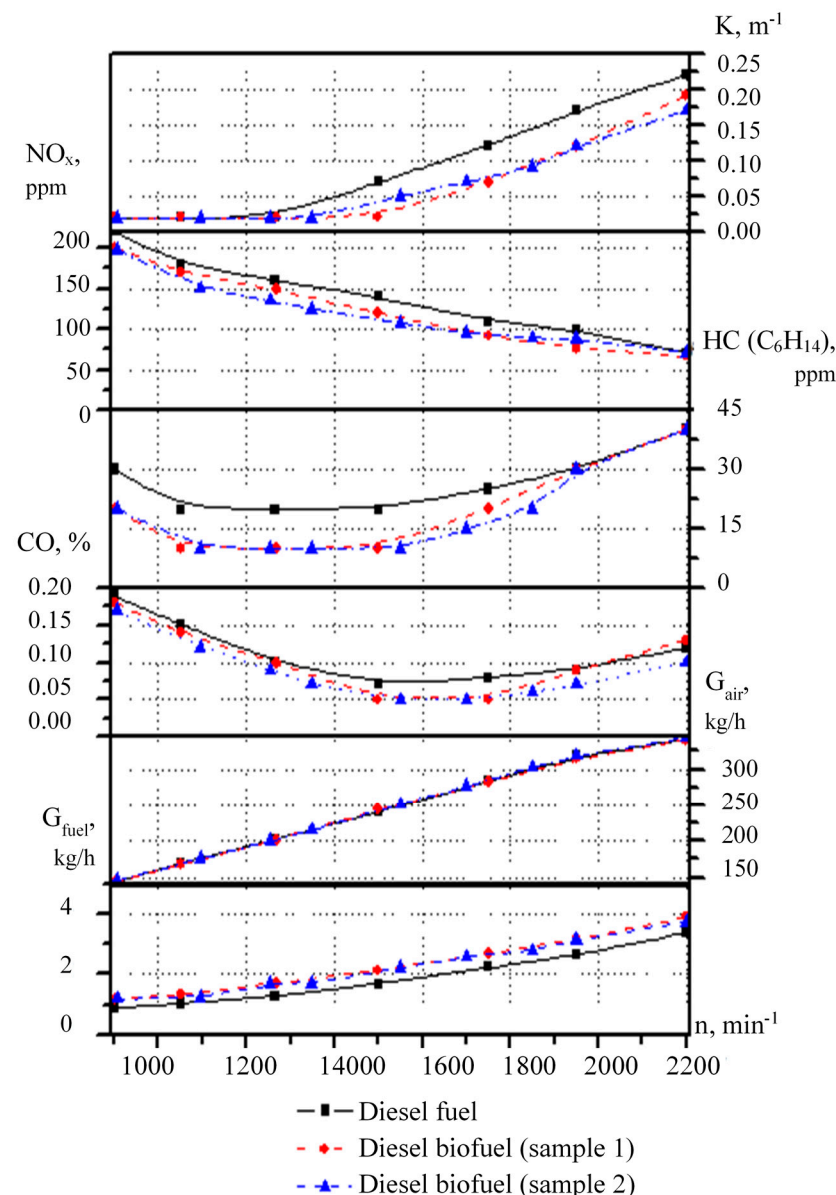 K, m⁻¹
0.25
0.20
0.15
0.10
0.05
0.00
NOₓ,
ppm
200
150
100
50
0
HC (C₆H₁₄),
ppm
45
30
15
0
CO, %
0.20
0.15
0.10
0.05
0.00
G_air,
kg/h
300
250
200
150
G_fuel,
kg/h
4
2
0
n, min⁻¹
1000 1200 14000 1600 1800 2000 2200
Diesel fuel
Diesel biofuel (sample 1)
Diesel biofuel (sample 2)